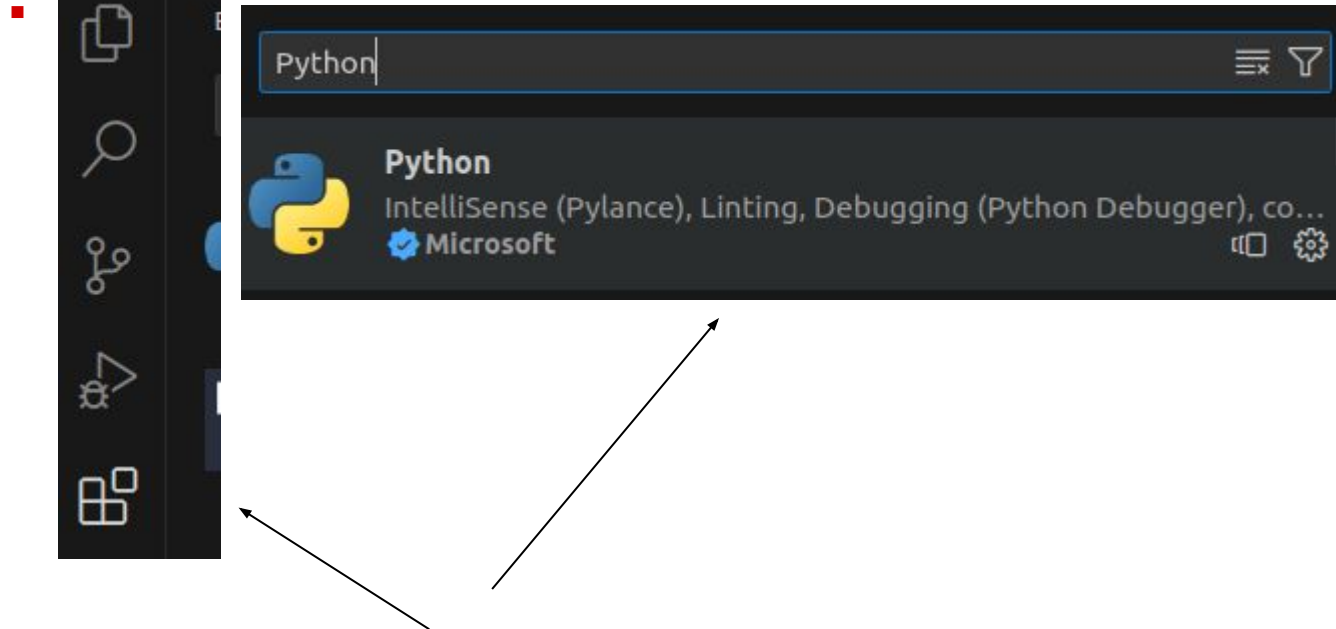 Python
Python
IntelliSense (Pylance), Linting, Debugging (Python Debugger), co...
Microsoft